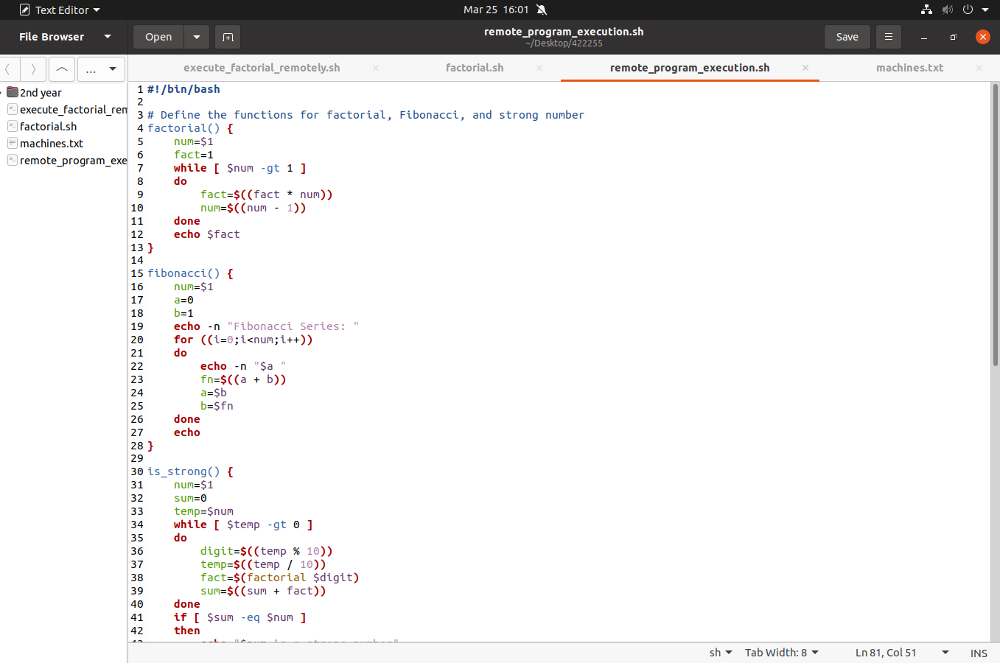 Text Editor Mar 25 16:01
File Browser Open remote_program_execution.sh Save
~/Desktop/422255
... execute_factorial_remotely.sh factorial.sh remote_program_execution.sh machines.txt
2nd year
execute_factorial_rem
factorial.sh
machines.txt
remote_program_exe
1 #!/bin/bash
2
3 # Define the functions for factorial, Fibonacci, and strong number
4 factorial() {
5     num=$1
6     fact=1
7     while [ $num -gt 1 ]
8     do
9         fact=$((fact * num))
10         num=$((num - 1))
11     done
12     echo $fact
13 }
14
15 fibonacci() {
16     num=$1
17     a=0
18     b=1
19     echo -n "Fibonacci Series: "
20     for ((i=0;i<num;i++))
21     do
22         echo -n "$a "
23         fn=$((a + b))
24         a=$b
25         b=$fn
26     done
27     echo
28 }
29
30 is_strong() {
31     num=$1
32     sum=0
33     temp=$num
34     while [ $temp -gt 0 ]
35     do
36         digit=$((temp % 10))
37         temp=$((temp / 10))
38         fact=$(factorial $digit)
39         sum=$((sum + fact))
40     done
41     if [ $sum -eq $num ]
42     then
sh Tab Width: 8 Ln 81, Col 51 INS